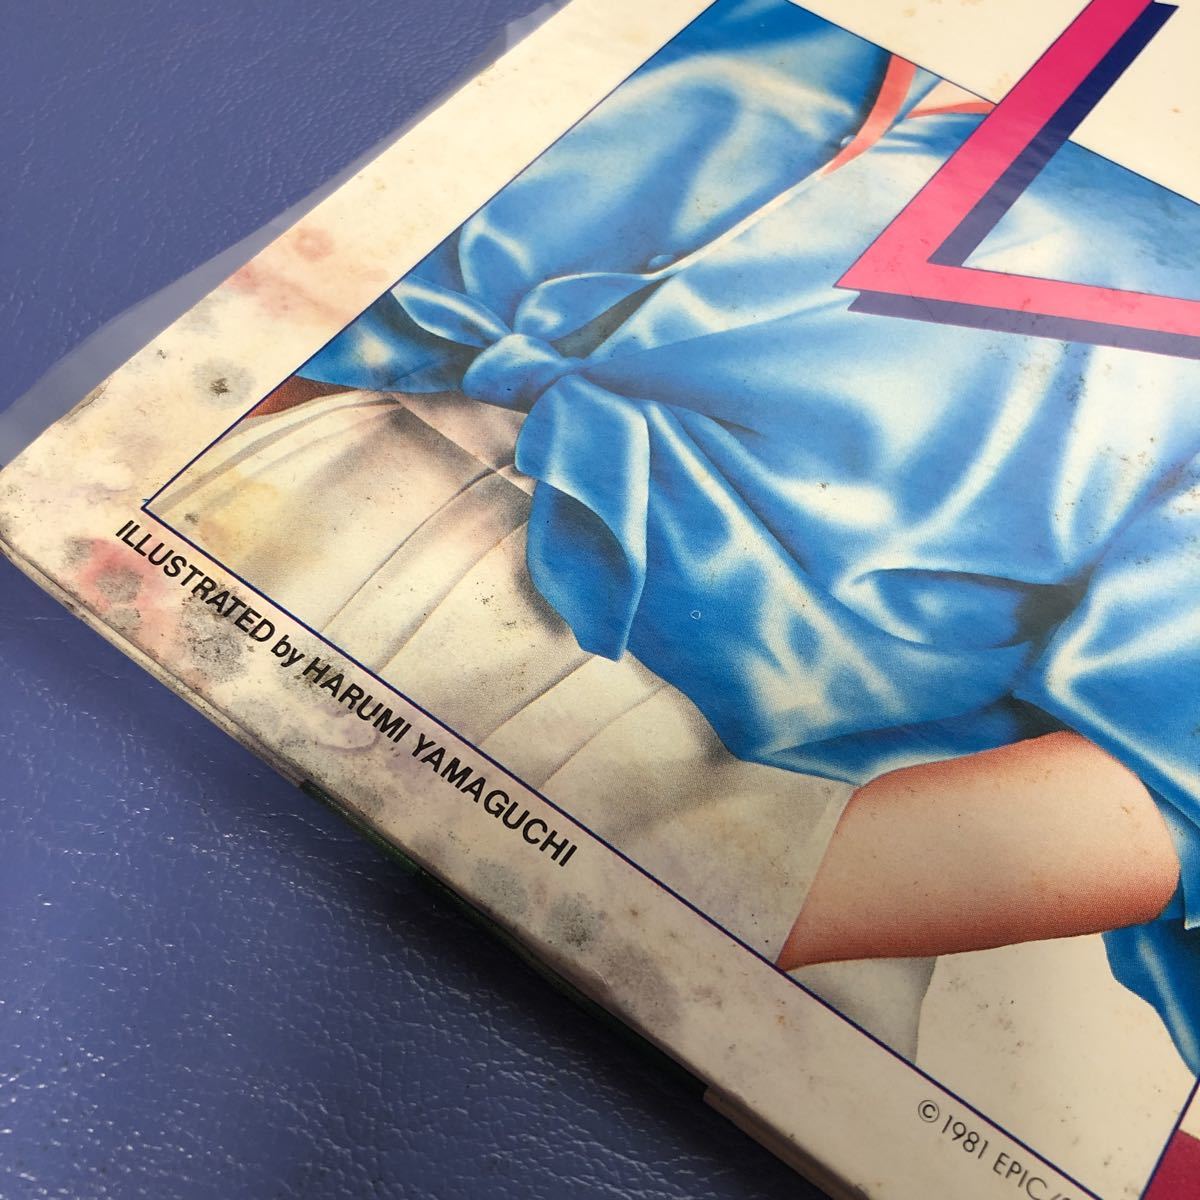 ILLUSTRATED by HARUMI YAMAGUCHI
© 1981 EPIC/